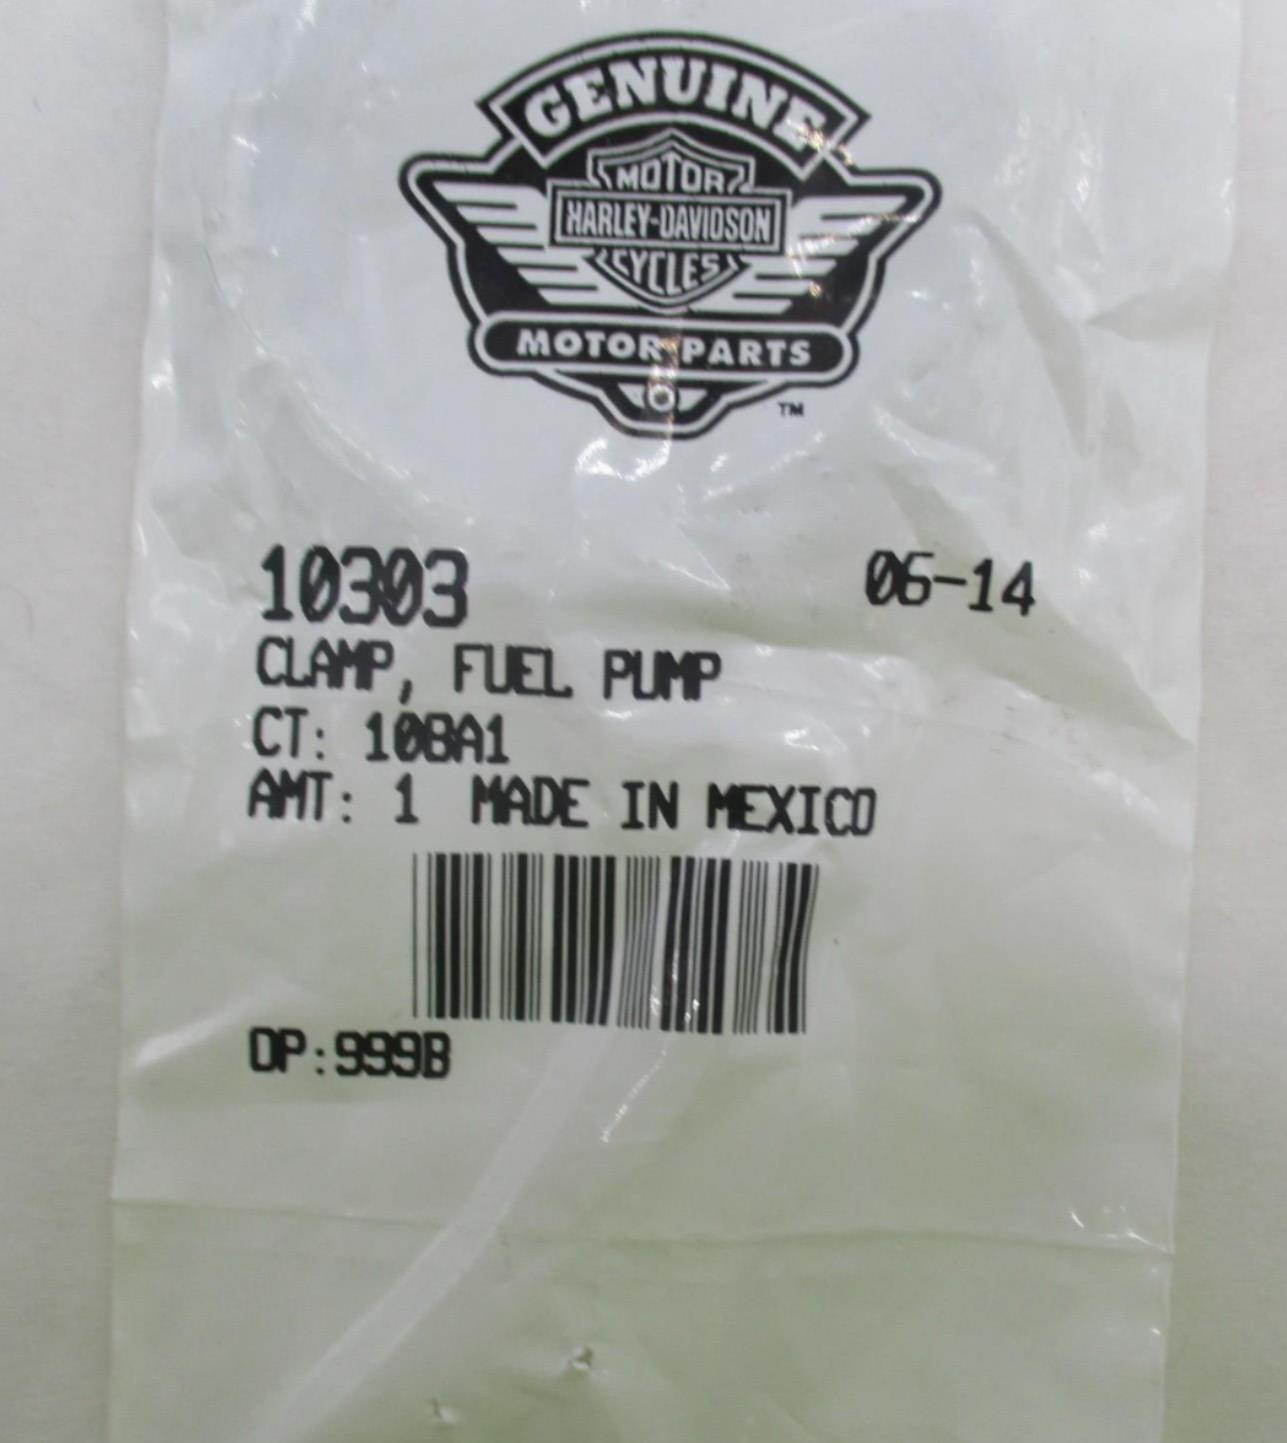 GENUINE
MOTOR
HARLEY-DAVIDSON
CYCLES
MOTOR PARTS
TM
10303 06-14
CLAMP, FUEL PUMP
CT: 10BA1
AMT: 1 MADE IN MEXICO
OP:999B